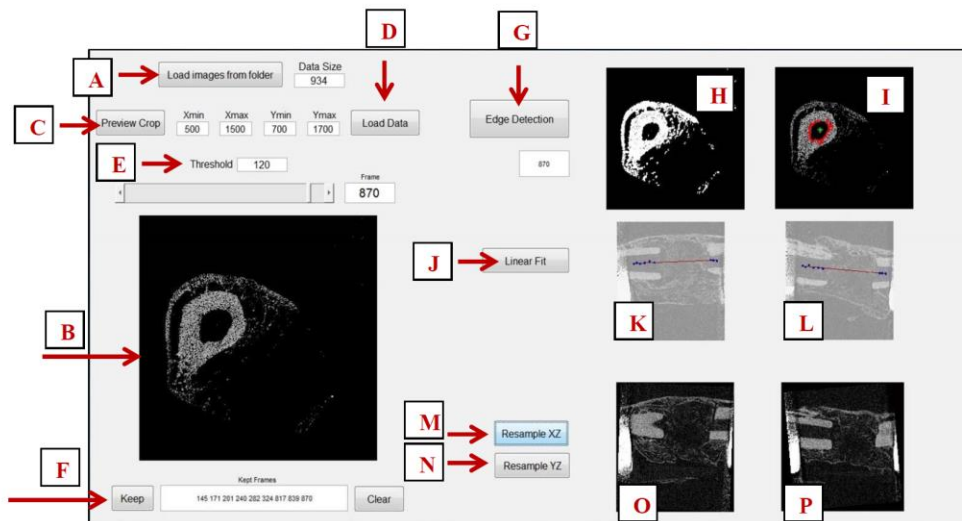 D
G
A
Load images from folder
Data Size
934
H
I
C
Preview Crop
Xmin
Xmax
Ymin
Ymax
500
1500
700
1700
Load Data
Edge Detection
E
Threshold
120
870
Frame
870
J
Linear Fit
K
L
B
M
Resample XZ
N
Resample YZ
O
P
F
Kept Frames
Keep
145 171 201 240 282 324 817 839 870
Clear